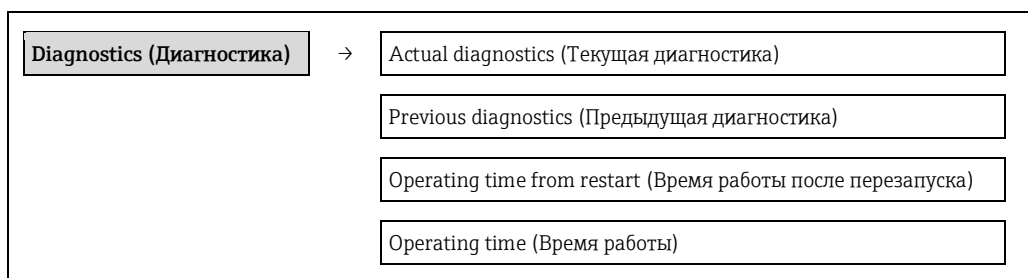 Diagnostics (Диагностика) → Actual diagnostics (Текущая диагностика)
Previous diagnostics (Предыдущая диагностика)
Operating time from restart (Время работы после перезапуска)
Operating time (Время работы)